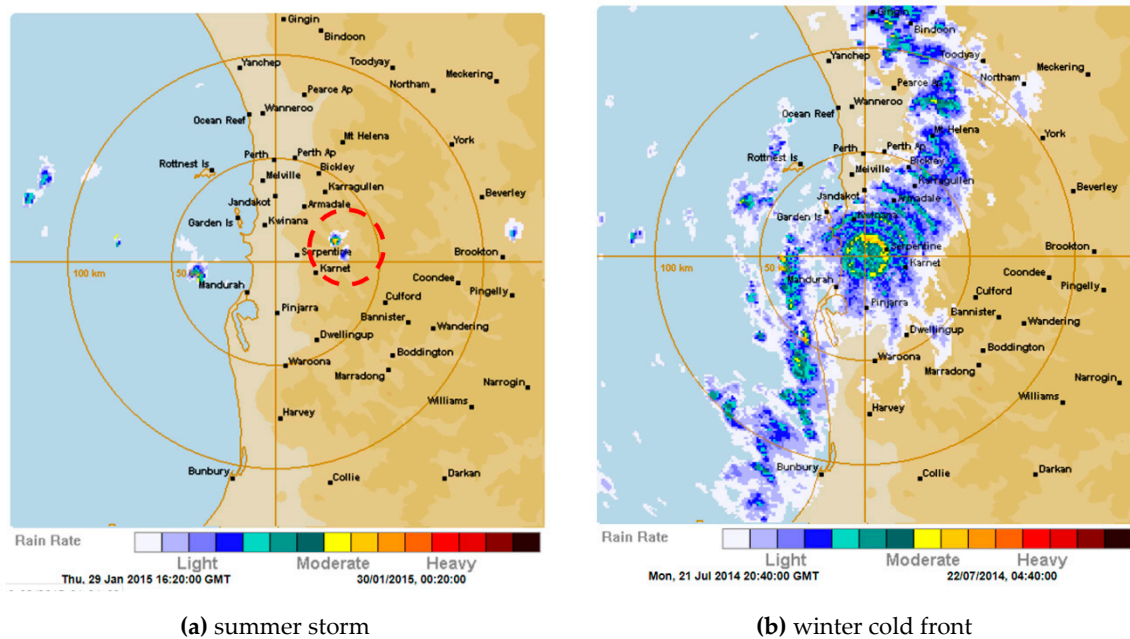 Gingin
Bindoon
Toodyay
Yanchep
Meckering
Northam
Pearce Ap
Wanneroo
Ocean Reef
Mt Helena
York
Perth
Perth Ap
Rottnest Is
Bickley
Melville
Karragullen
Beverley
Jandakot
Armadale
Garden Is
Kwinana
Serpentine
Brookton
100 km
50
Karnet
Coondee
Mandurah
Pingelly
Culford
Pinjarra
Bannister
Wandering
Dwellingup
Boddington
Waroona
Marradong
Narrogin
Williams
Harvey
Bunbury
Collie
Darkan
Rain Rate
Light Moderate Heavy
Thu, 29 Jan 2015 16:20:00 GMT 30/01/2015, 00:20:00
(a) summer storm
Gingin
Bindoon
Toodyay
Yanchep
Meckering
Northam
Pearce A
Wanneroo
Ocean Reef
Mt Helena
York
Perth
Perth Ap
Rottnest Is
Bickley
Melville
Karragullen
Beverley
Jandakot
Armadale
Garden Is
Kwinana
Serpentine
Brookton
100 km
50 k
Karnet
Coondee
Mandurah
Pingelly
Culford
Pinjarra
Bannister
Wandering
Dwellingup
Boddington
Waroona
Marradong
Narrogin
Williams
Harvey
Bunbury
Collie
Darkan
Rain Rate
Light Moderate Heavy
Mon, 21 Jul 2014 20:40:00 GMT 22/07/2014, 04:40:00
(b) winter cold front